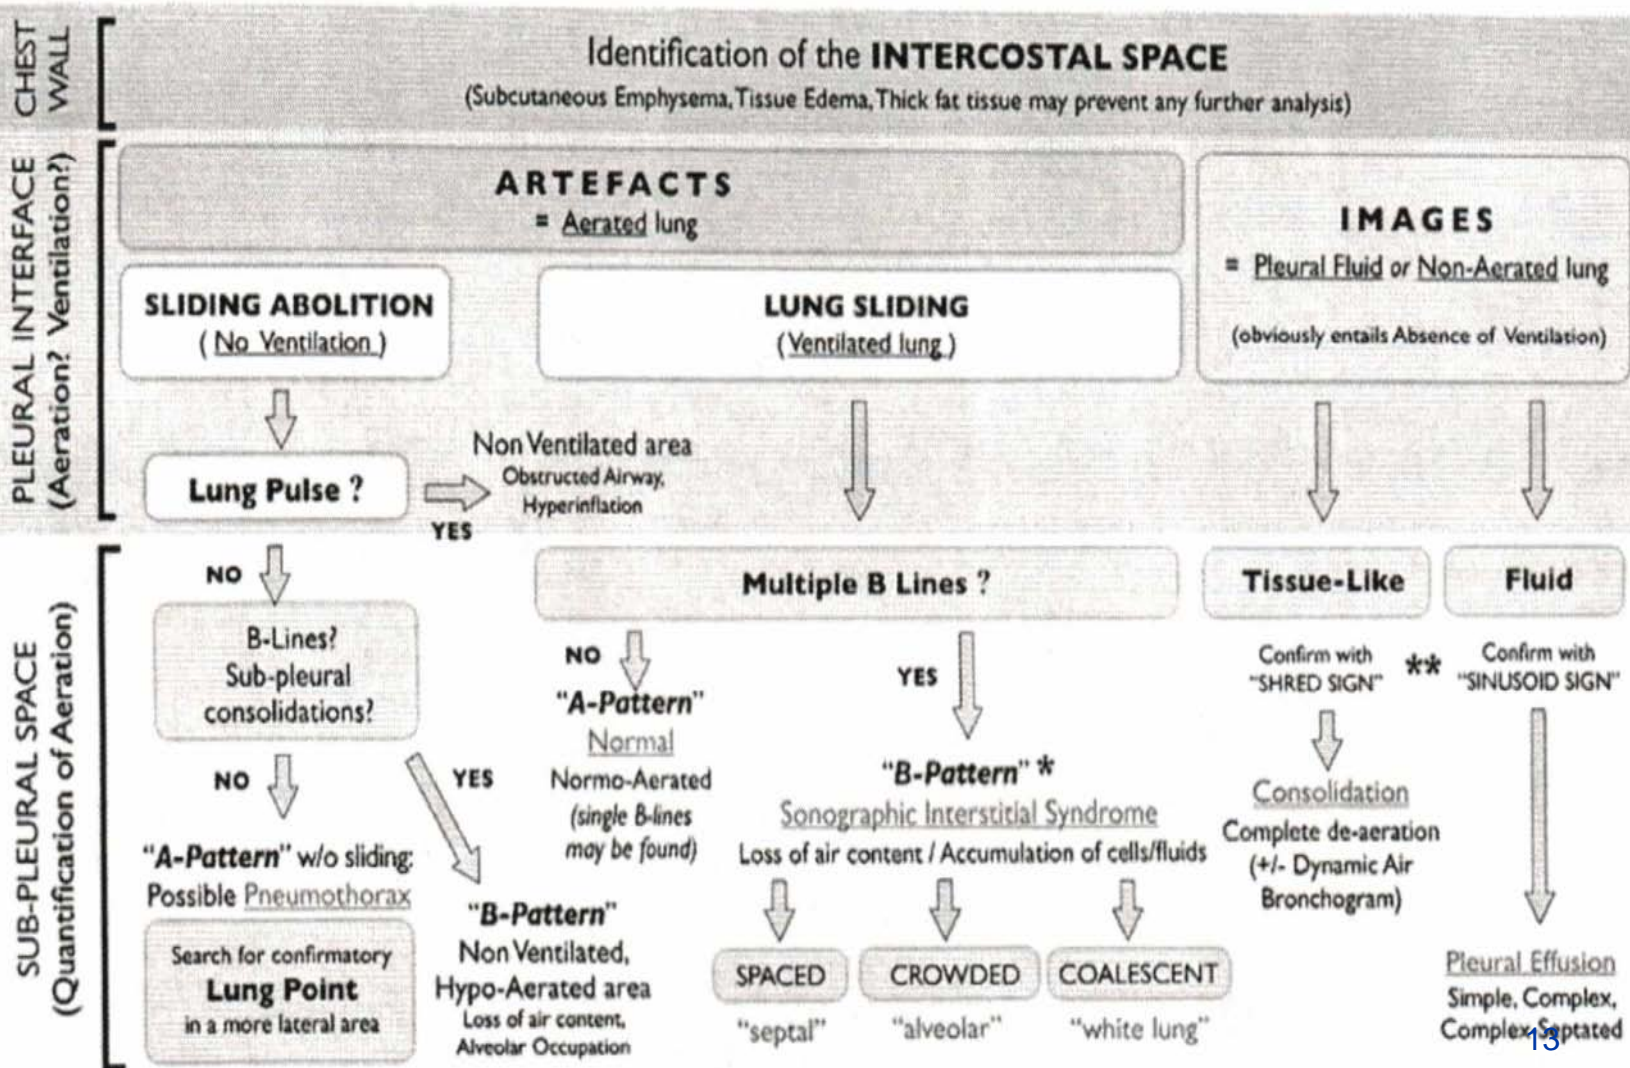 CHEST
WALL
Identification of the INTERCOSTAL SPACE
(Subcutaneous Emphysema, Tissue Edema, Thick fat tissue may prevent any further analysis)
PLEURAL INTERFACE
(Aeration? Ventilation?)
ARTEFACTS
= Aerated lung
IMAGES
= Pleural Fluid or Non-Aerated lung
(obviously entails Absence of Ventilation)
SLIDING ABOLITION
( No Ventilation )
LUNG SLIDING
( Ventilated lung )
Lung Pulse ?
YES
Non Ventilated area
Obstructed Airway,
Hyperinflation
SUB-PLEURAL SPACE
(Quantification of Aeration)
NO
B-Lines?
Sub-pleural
consolidations?
NO
YES
"A-Pattern" w/o sliding:
Possible Pneumothorax
Search for confirmatory
Lung Point
in a more lateral area
"B-Pattern"
Non Ventilated,
Hypo-Aerated area
Loss of air content,
Alveolar Occupation
Multiple B Lines ?
NO
"A-Pattern"
Normal
Normo-Aerated
(single B-lines
may be found)
YES
"B-Pattern" *
Sonographic Interstitial Syndrome
Loss of air content / Accumulation of cells/fluids
SPACED
"septal"
CROWDED
"alveolar"
COALESCENT
"white lung"
Tissue-Like
Confirm with
"SHRED SIGN"
**
Consolidation
Complete de-aeration
(+/- Dynamic Air
Bronchogram)
Fluid
Confirm with
"SINUSOID SIGN"
Pleural Effusion
Simple, Complex,
Complex Septated
13